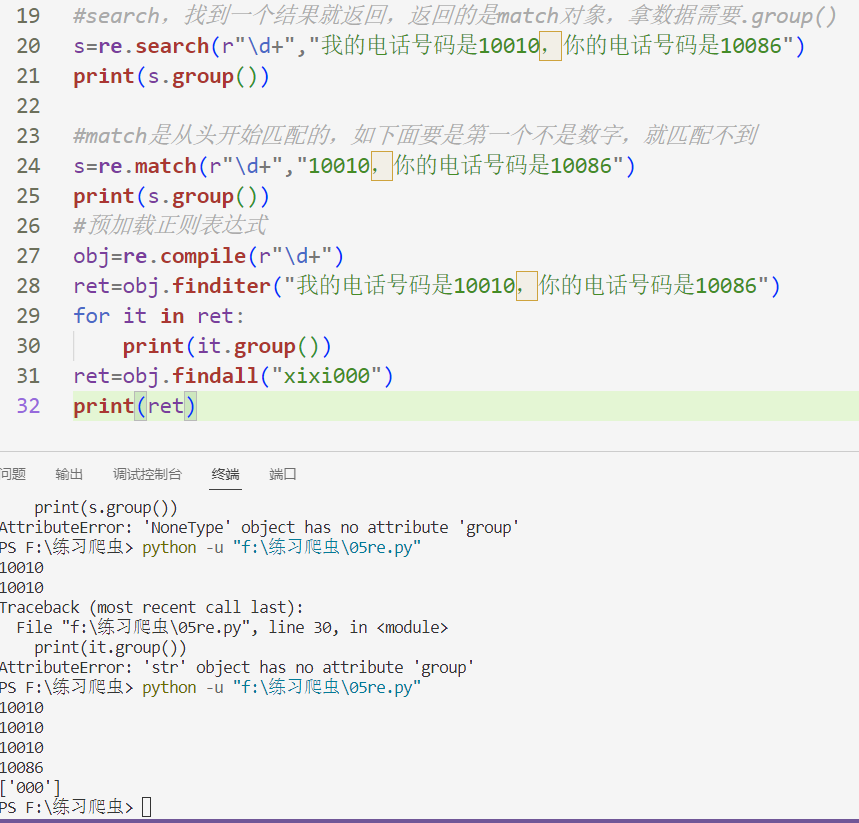 19 #search，找到一个结果就返回，返回的是match对象，拿数据需要.group()
20 s=re.search(r"\d+","我的电话号码是10010，你的电话号码是10086")
21 print(s.group())
22
23 #match是从头开始匹配的，如下面要是第一个不是数字，就匹配不到
24 s=re.match(r"\d+","10010，你的电话号码是10086")
25 print(s.group())
26 #预加载正则表达式
27 obj=re.compile(r"\d+")
28 ret=obj.finditer("我的电话号码是10010，你的电话号码是10086")
29 for it in ret:
30     print(it.group())
31 ret=obj.findall("xixi000")
32 print(ret)
问题 输出 调试控制台 终端 端口
    print(s.group())
AttributeError: 'NoneType' object has no attribute 'group'
PS F:\练习爬虫> python -u "f:\练习爬虫\05re.py"
10010
10010
Traceback (most recent call last):
  File "f:\练习爬虫\05re.py", line 30, in <module>
    print(it.group())
AttributeError: 'str' object has no attribute 'group'
PS F:\练习爬虫> python -u "f:\练习爬虫\05re.py"
10010
10010
10010
10086
['000']
PS F:\练习爬虫>